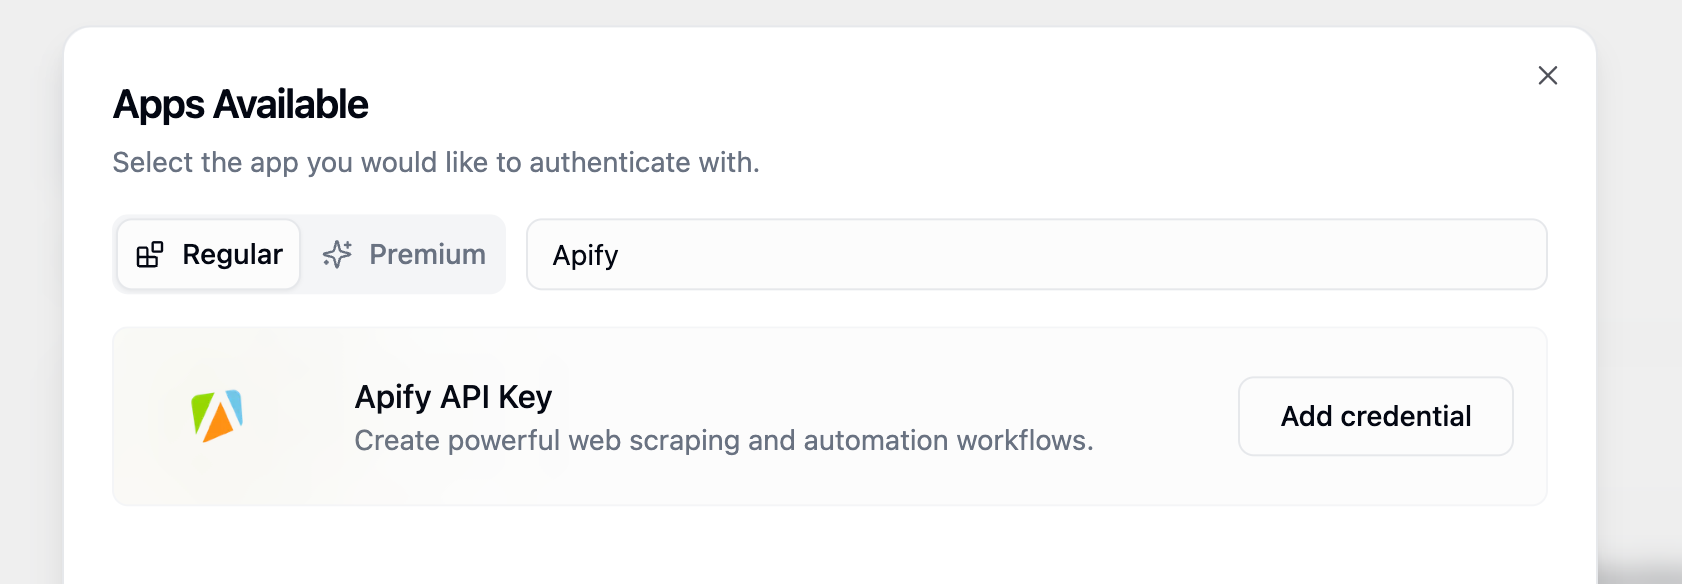 Apps Available
Select the app you would like to authenticate with.
Regular
Premium
Apify
Apify API Key
Create powerful web scraping and automation workflows.
Add credential